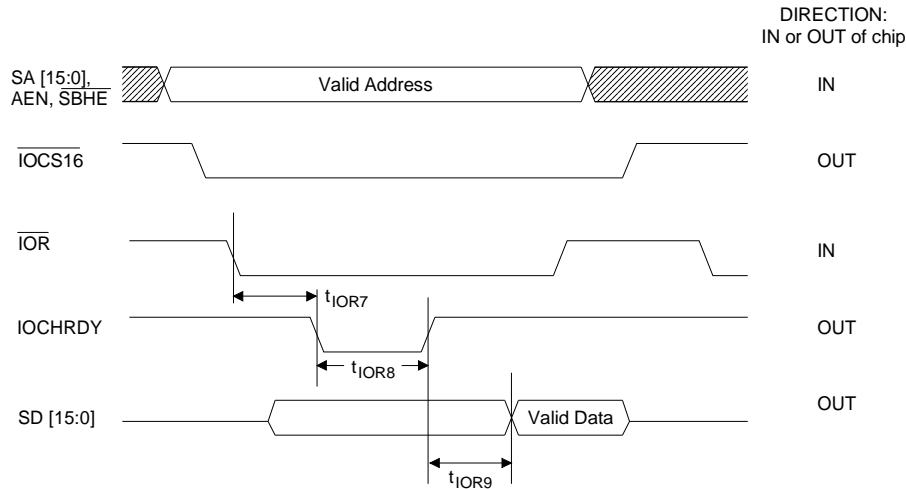 DIRECTION:
IN or OUT of chip
SA [15:0],
AEN, SBHE
Valid Address
IN
IOCS16
OUT
IOR
IN
tIOR7
IOCHRDY
OUT
tIOR8
SD [15:0]
Valid Data
OUT
tIOR9